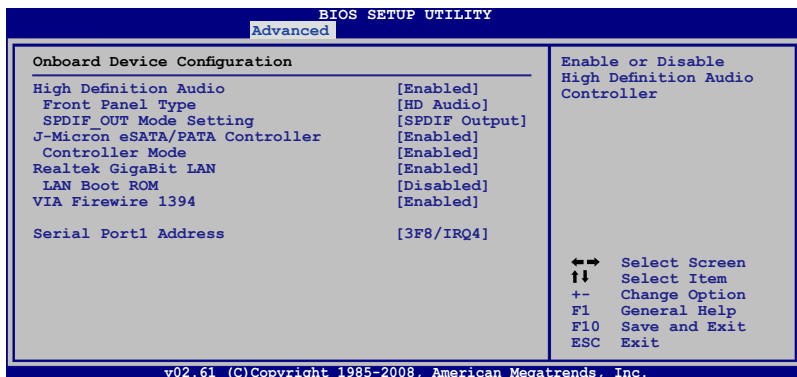 BIOS SETUP UTILITY
Advanced
Onboard Device Configuration
High Definition Audio [Enabled]
Front Panel Type [HD Audio]
SPDIF_OUT Mode Setting [SPDIF Output]
J-Micron eSATA/PATA Controller [Enabled]
Controller Mode [Enabled]
Realtek GigaBit LAN [Enabled]
LAN Boot ROM [Disabled]
VIA Firewire 1394 [Enabled]
Serial Port1 Address [3F8/IRQ4]
Enable or Disable
High Definition Audio
Controller
←→ Select Screen
↑↓ Select Item
+- Change Option
F1 General Help
F10 Save and Exit
ESC Exit
v02.61 (C)Copyright 1985-2008, American Megatrends, Inc.